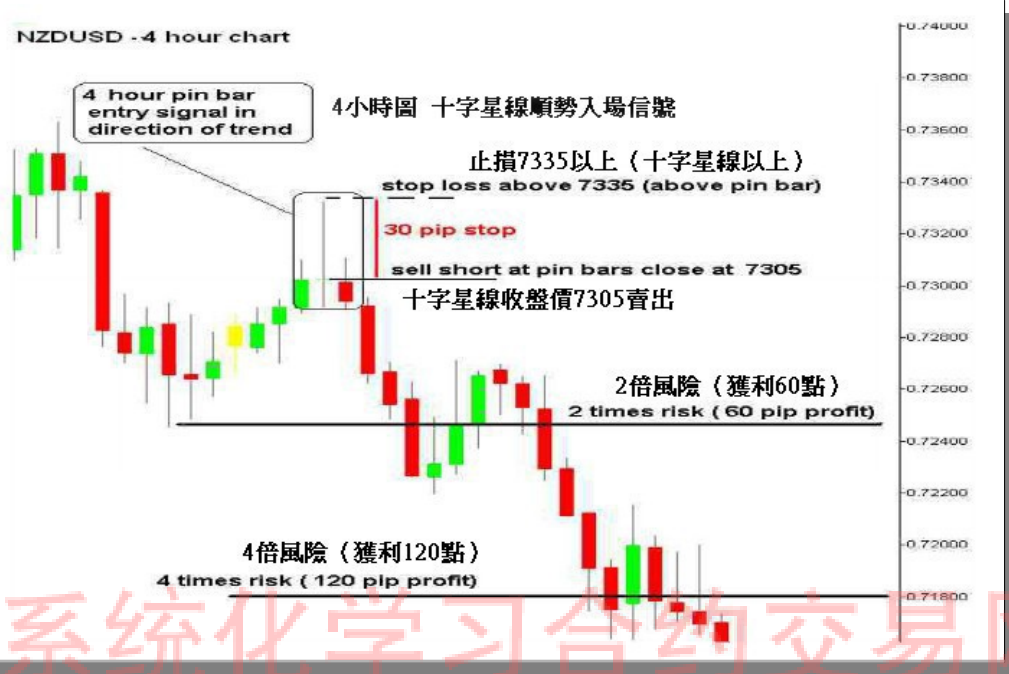 NZDUSD - 4 hour chart
4 hour pin bar
entry signal in
direction of trend
4小時圖 十字星線順勢入場信號
止損7335以上（十字星線以上）
stop loss above 7335 (above pin bar)
30 pip stop
sell short at pin bars close at 7305
十字星線收盤價7305賣出
2倍風險（獲利60點）
2 times risk ( 60 pip profit)
4倍風險（獲利120點）
4 times risk ( 120 pip profit)
0.74000
0.73800
0.73600
0.73400
0.73200
0.73000
0.72800
0.72600
0.72400
0.72200
0.72000
0.71800
系统化学习合约交易